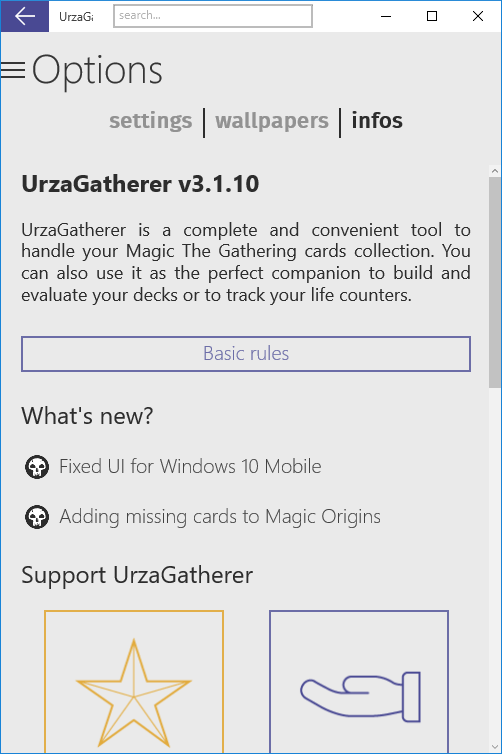 UrzaGa
search...
Options
settings | wallpapers | infos
UrzaGatherer v3.1.10
UrzaGatherer is a complete and convenient tool to
handle your Magic The Gathering cards collection. You
can also use it as the perfect companion to build and
evaluate your decks or to track your life counters.
Basic rules
What's new?
Fixed UI for Windows 10 Mobile
Adding missing cards to Magic Origins
Support UrzaGatherer